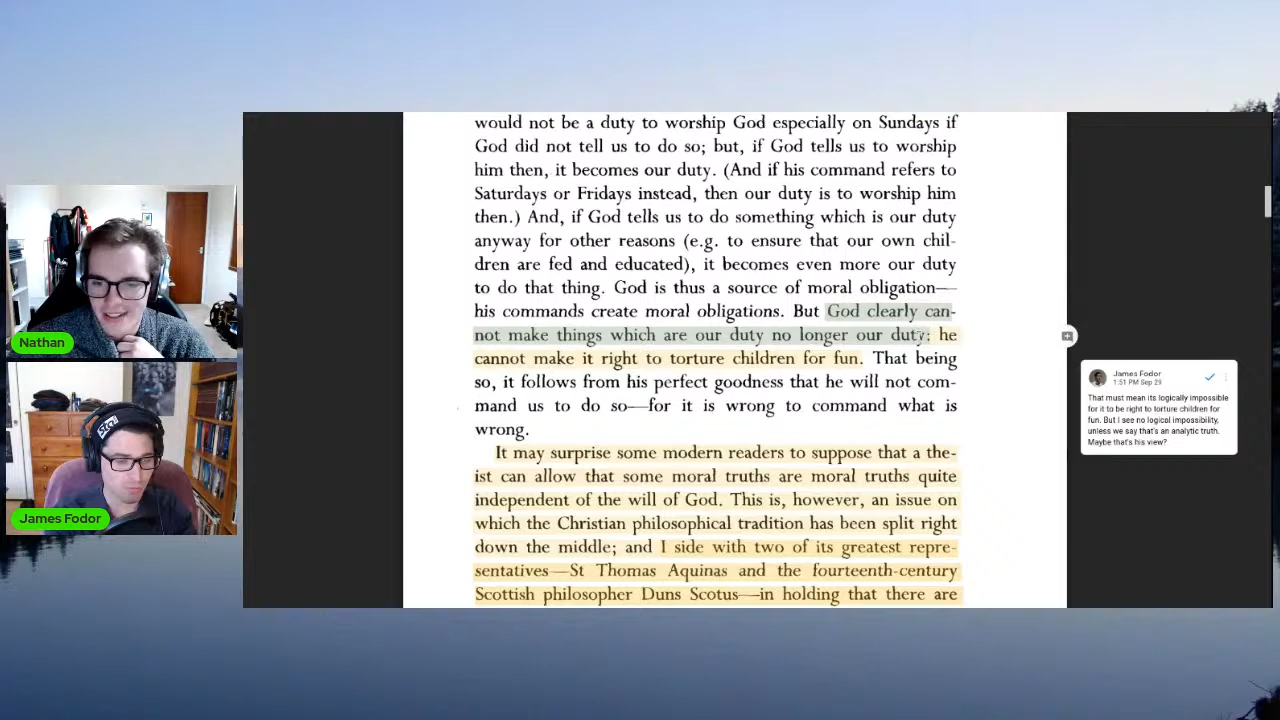 would not be a duty to worship God especially on Sundays if
God did not tell us to do so; but, if God tells us to worship
him then, it becomes our duty. (And if his command refers to
Saturdays or Fridays instead, then our duty is to worship him
then.) And, if God tells us to do something which is our duty
anyway for other reasons (e.g. to ensure that our own chil-
dren are fed and educated), it becomes even more our duty
to do that thing. God is thus a source of moral obligation—
his commands create moral obligations. But God clearly can-
not make things which are our duty no longer our duty: he
cannot make it right to torture children for fun. That being
so, it follows from his perfect goodness that he will not com-
mand us to do so—for it is wrong to command what is
wrong.
It may surprise some modern readers to suppose that a the-
ist can allow that some moral truths are moral truths quite
independent of the will of God. This is, however, an issue on
which the Christian philosophical tradition has been split right
down the middle; and I side with two of its greatest repre-
sentatives—St Thomas Aquinas and the fourteenth-century
Scottish philosopher Duns Scotus—in holding that there are
James Fodor
1:51 PM Sep 29
That must mean its logically impossible
for it to be right to torture children for
fun. But I see no logical impossibility,
unless we say that's an analytic truth.
Maybe that's his view?
Nathan
James Fodor